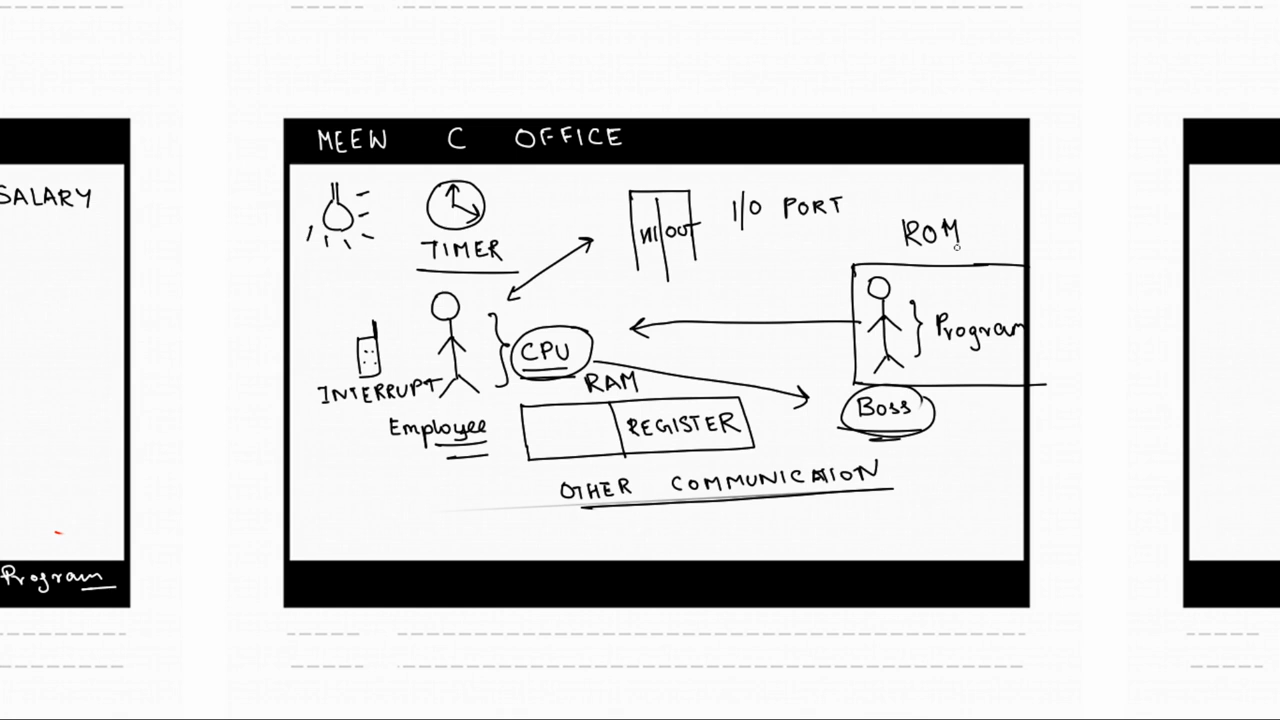 SALARY
Program
MEEW C OFFICE
TIMER
IN OUT
I/O PORT
ROM
Program
CPU
INTERRUPT
RAM
Employee
REGISTER
Boss
OTHER COMMUNICATION